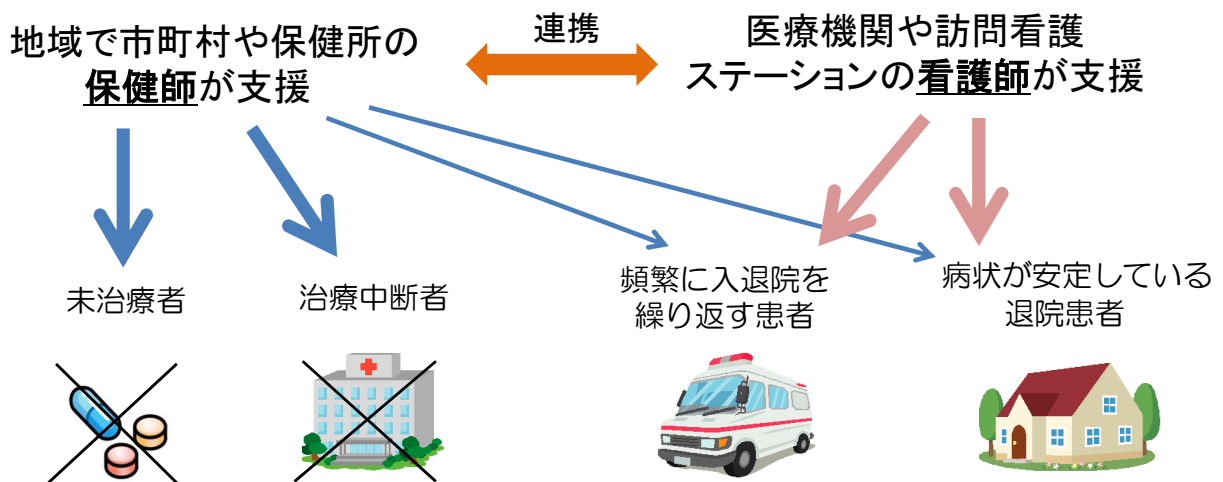 地域で市町村や保健所の
保健師が支援
連携
医療機関や訪問看護
ステーションの看護師が支援
未治療者
治療中断者
頻繁に入退院を
繰り返す患者
病状が安定している
退院患者